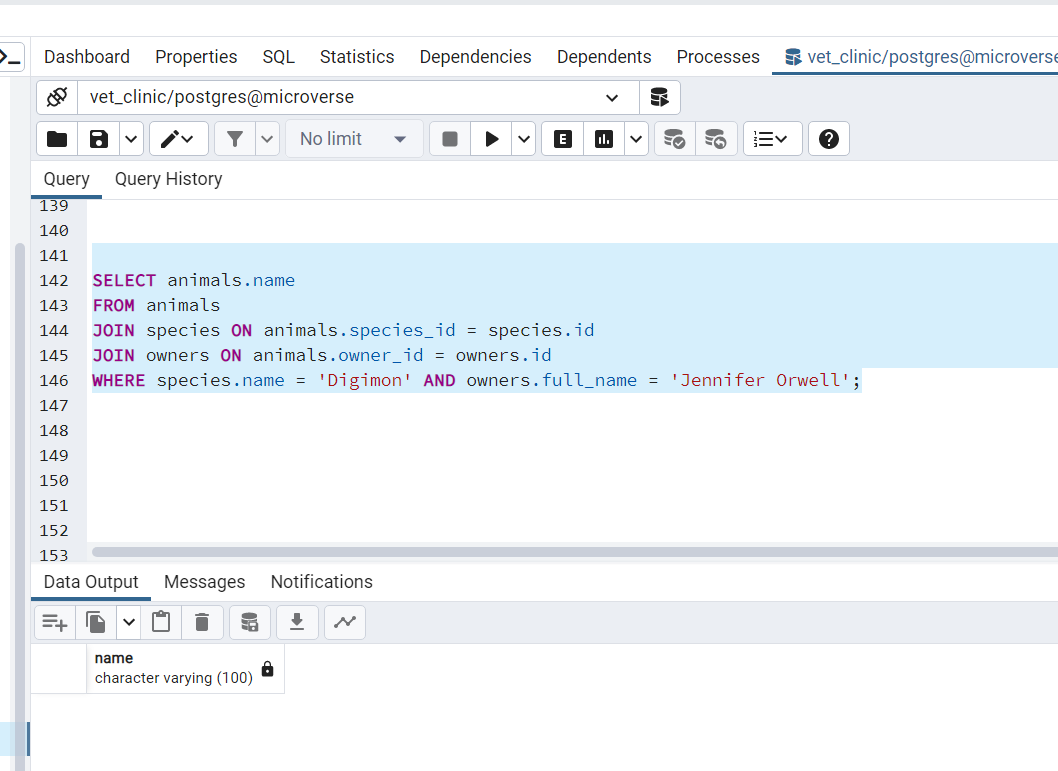 Dashboard Properties SQL Statistics Dependencies Dependents Processes vet_clinic/postgres@microverse
vet_clinic/postgres@microverse
No limit
E
Query Query History
139
140
141
142 SELECT animals.name
143 FROM animals
144 JOIN species ON animals.species_id = species.id
145 JOIN owners ON animals.owner_id = owners.id
146 WHERE species.name = 'Digimon' AND owners.full_name = 'Jennifer Orwell';
147
148
149
150
151
152
153
Data Output Messages Notifications
name
character varying (100)